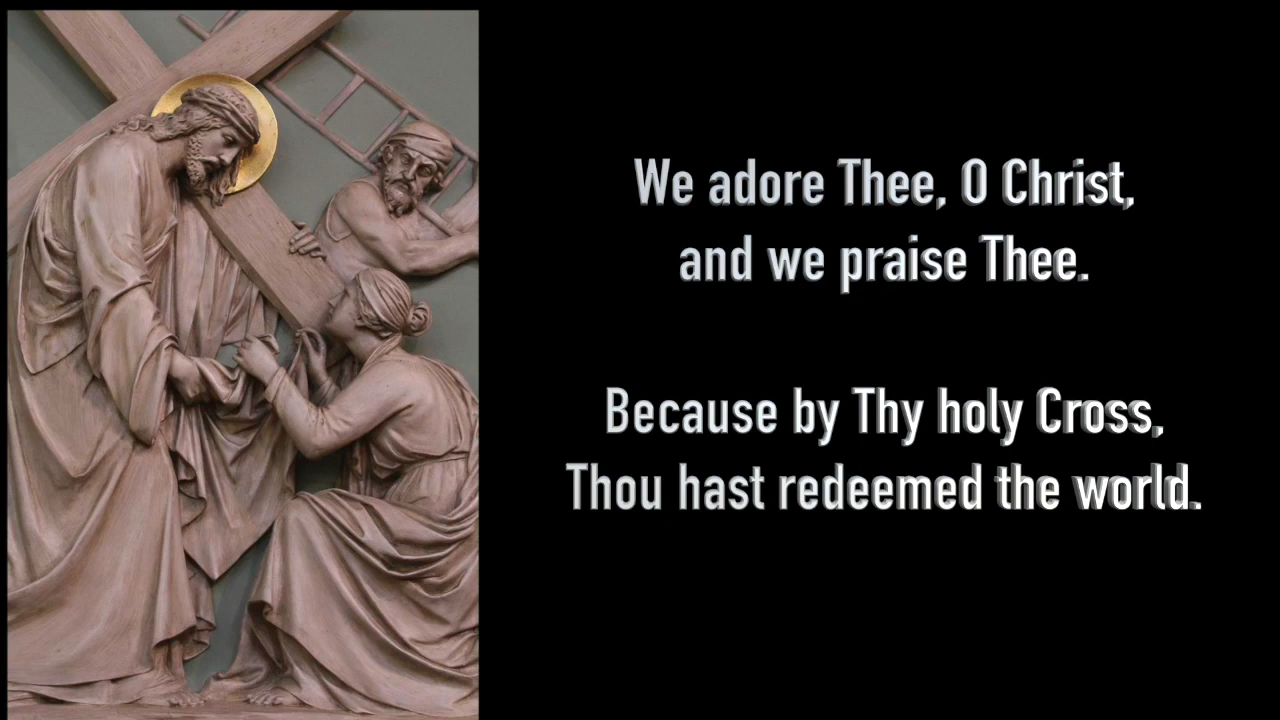 We adore Thee, O Christ,
and we praise Thee.
Because by Thy holy Cross,
Thou hast redeemed the world.